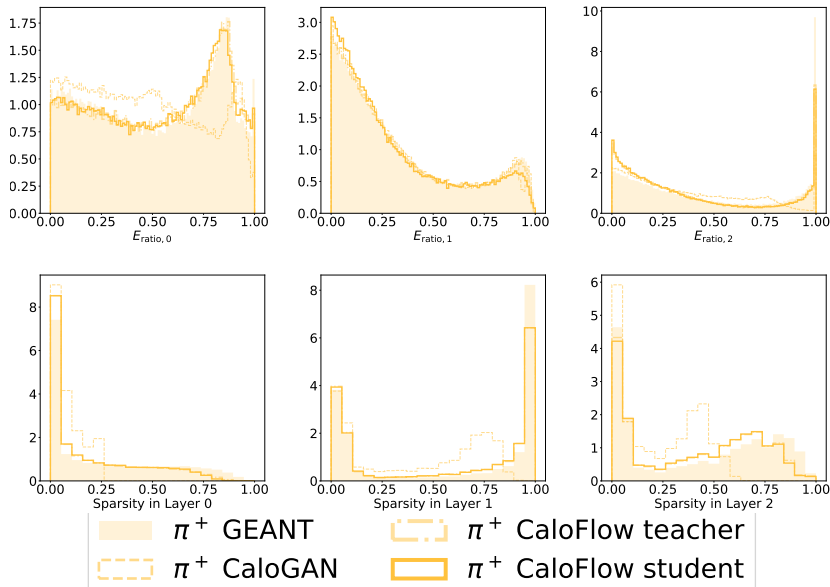 1.75
1.50
1.25
1.00
0.75
0.50
0.25
0.00
0.00 0.25 0.50 0.75 1.00
E_ratio, 0
3.0
2.5
2.0
1.5
1.0
0.5
0.0
0.00 0.25 0.50 0.75 1.00
E_ratio, 1
10
8
6
4
2
0
0.00 0.25 0.50 0.75 1.00
E_ratio, 2
8
6
4
2
0
0.00 0.25 0.50 0.75 1.00
Sparsity in Layer 0
8
6
4
2
0
0.00 0.25 0.50 0.75 1.00
Sparsity in Layer 1
6
5
4
3
2
1
0
0.00 0.25 0.50 0.75 1.00
Sparsity in Layer 2
π⁺ GEANT
π⁺ CaloGAN
π⁺ CaloFlow teacher
π⁺ CaloFlow student